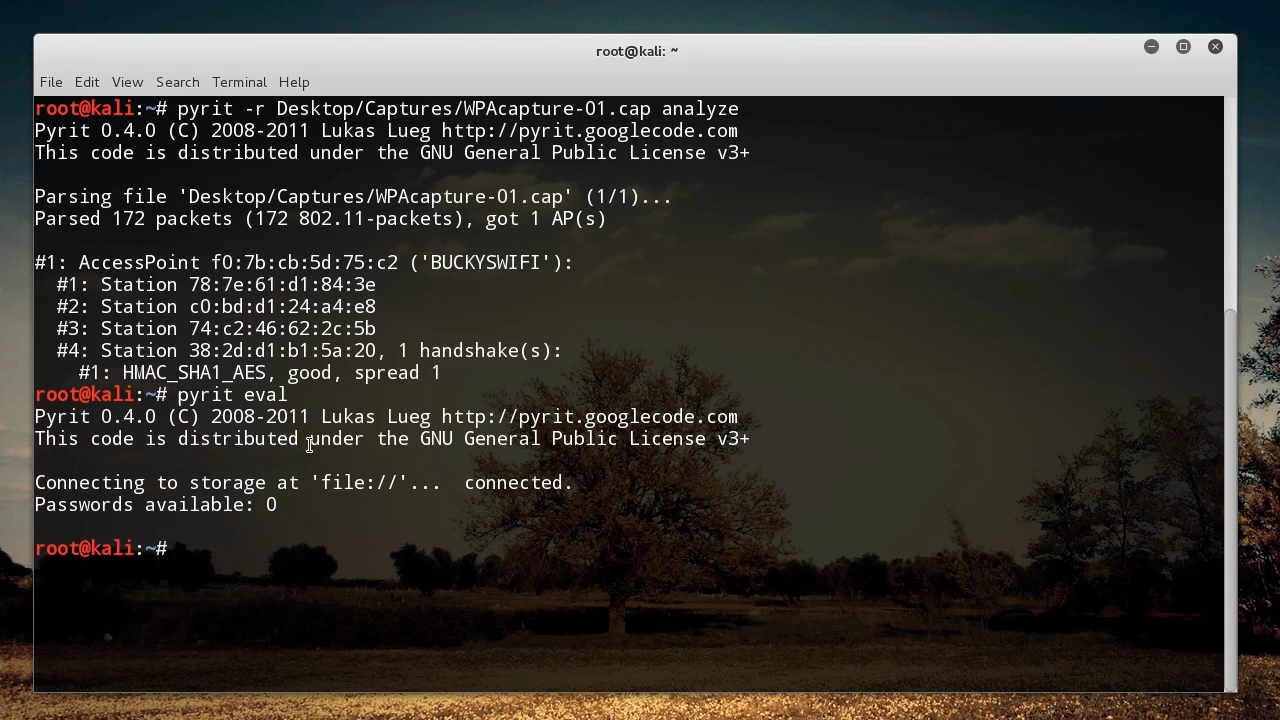 root@kali: ~
File Edit View Search Terminal Help
root@kali:~# pyrit -r Desktop/Captures/WPAcapture-01.cap analyze
Pyrit 0.4.0 (C) 2008-2011 Lukas Lueg http://pyrit.googlecode.com
This code is distributed under the GNU General Public License v3+
Parsing file 'Desktop/Captures/WPAcapture-01.cap' (1/1)...
Parsed 172 packets (172 802.11-packets), got 1 AP(s)
#1: AccessPoint f0:7b:cb:5d:75:c2 ('BUCKYSWIFI'):
  #1: Station 78:7e:61:d1:84:3e
  #2: Station c0:bd:d1:24:a4:e8
  #3: Station 74:c2:46:62:2c:5b
  #4: Station 38:2d:d1:b1:5a:20, 1 handshake(s):
    #1: HMAC_SHA1_AES, good, spread 1
root@kali:~# pyrit eval
Pyrit 0.4.0 (C) 2008-2011 Lukas Lueg http://pyrit.googlecode.com
This code is distributed under the GNU General Public License v3+
Connecting to storage at 'file://'...  connected.
Passwords available: 0
root@kali:~#